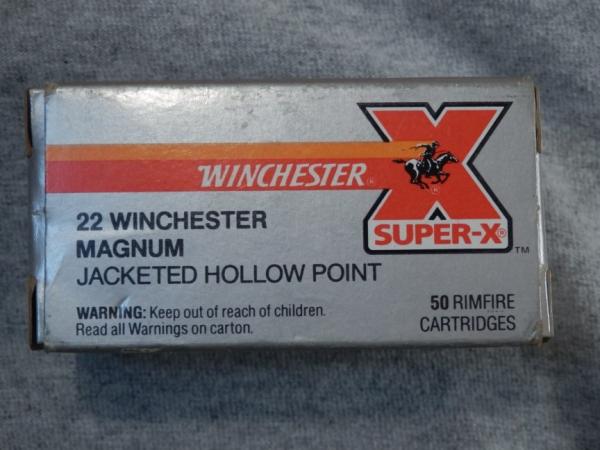 WINCHESTER®
SUPER-X®
TM
22 WINCHESTER
MAGNUM
JACKETED HOLLOW POINT
WARNING: Keep out of reach of children.
Read all Warnings on carton.
50 RIMFIRE
CARTRIDGES